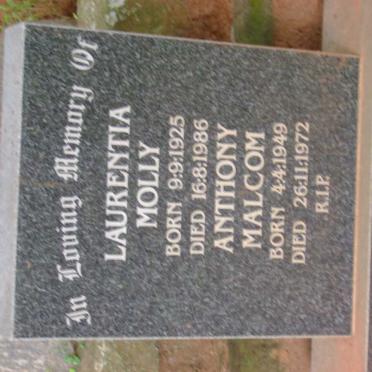 In Loving Memory Of
LAURENTIA
MOLLY
BORN 9·9·1925
DIED 16·8·1986
ANTHONY
MALCOM
BORN 4·4·1949
DIED 26·11·1972
R.I.P.